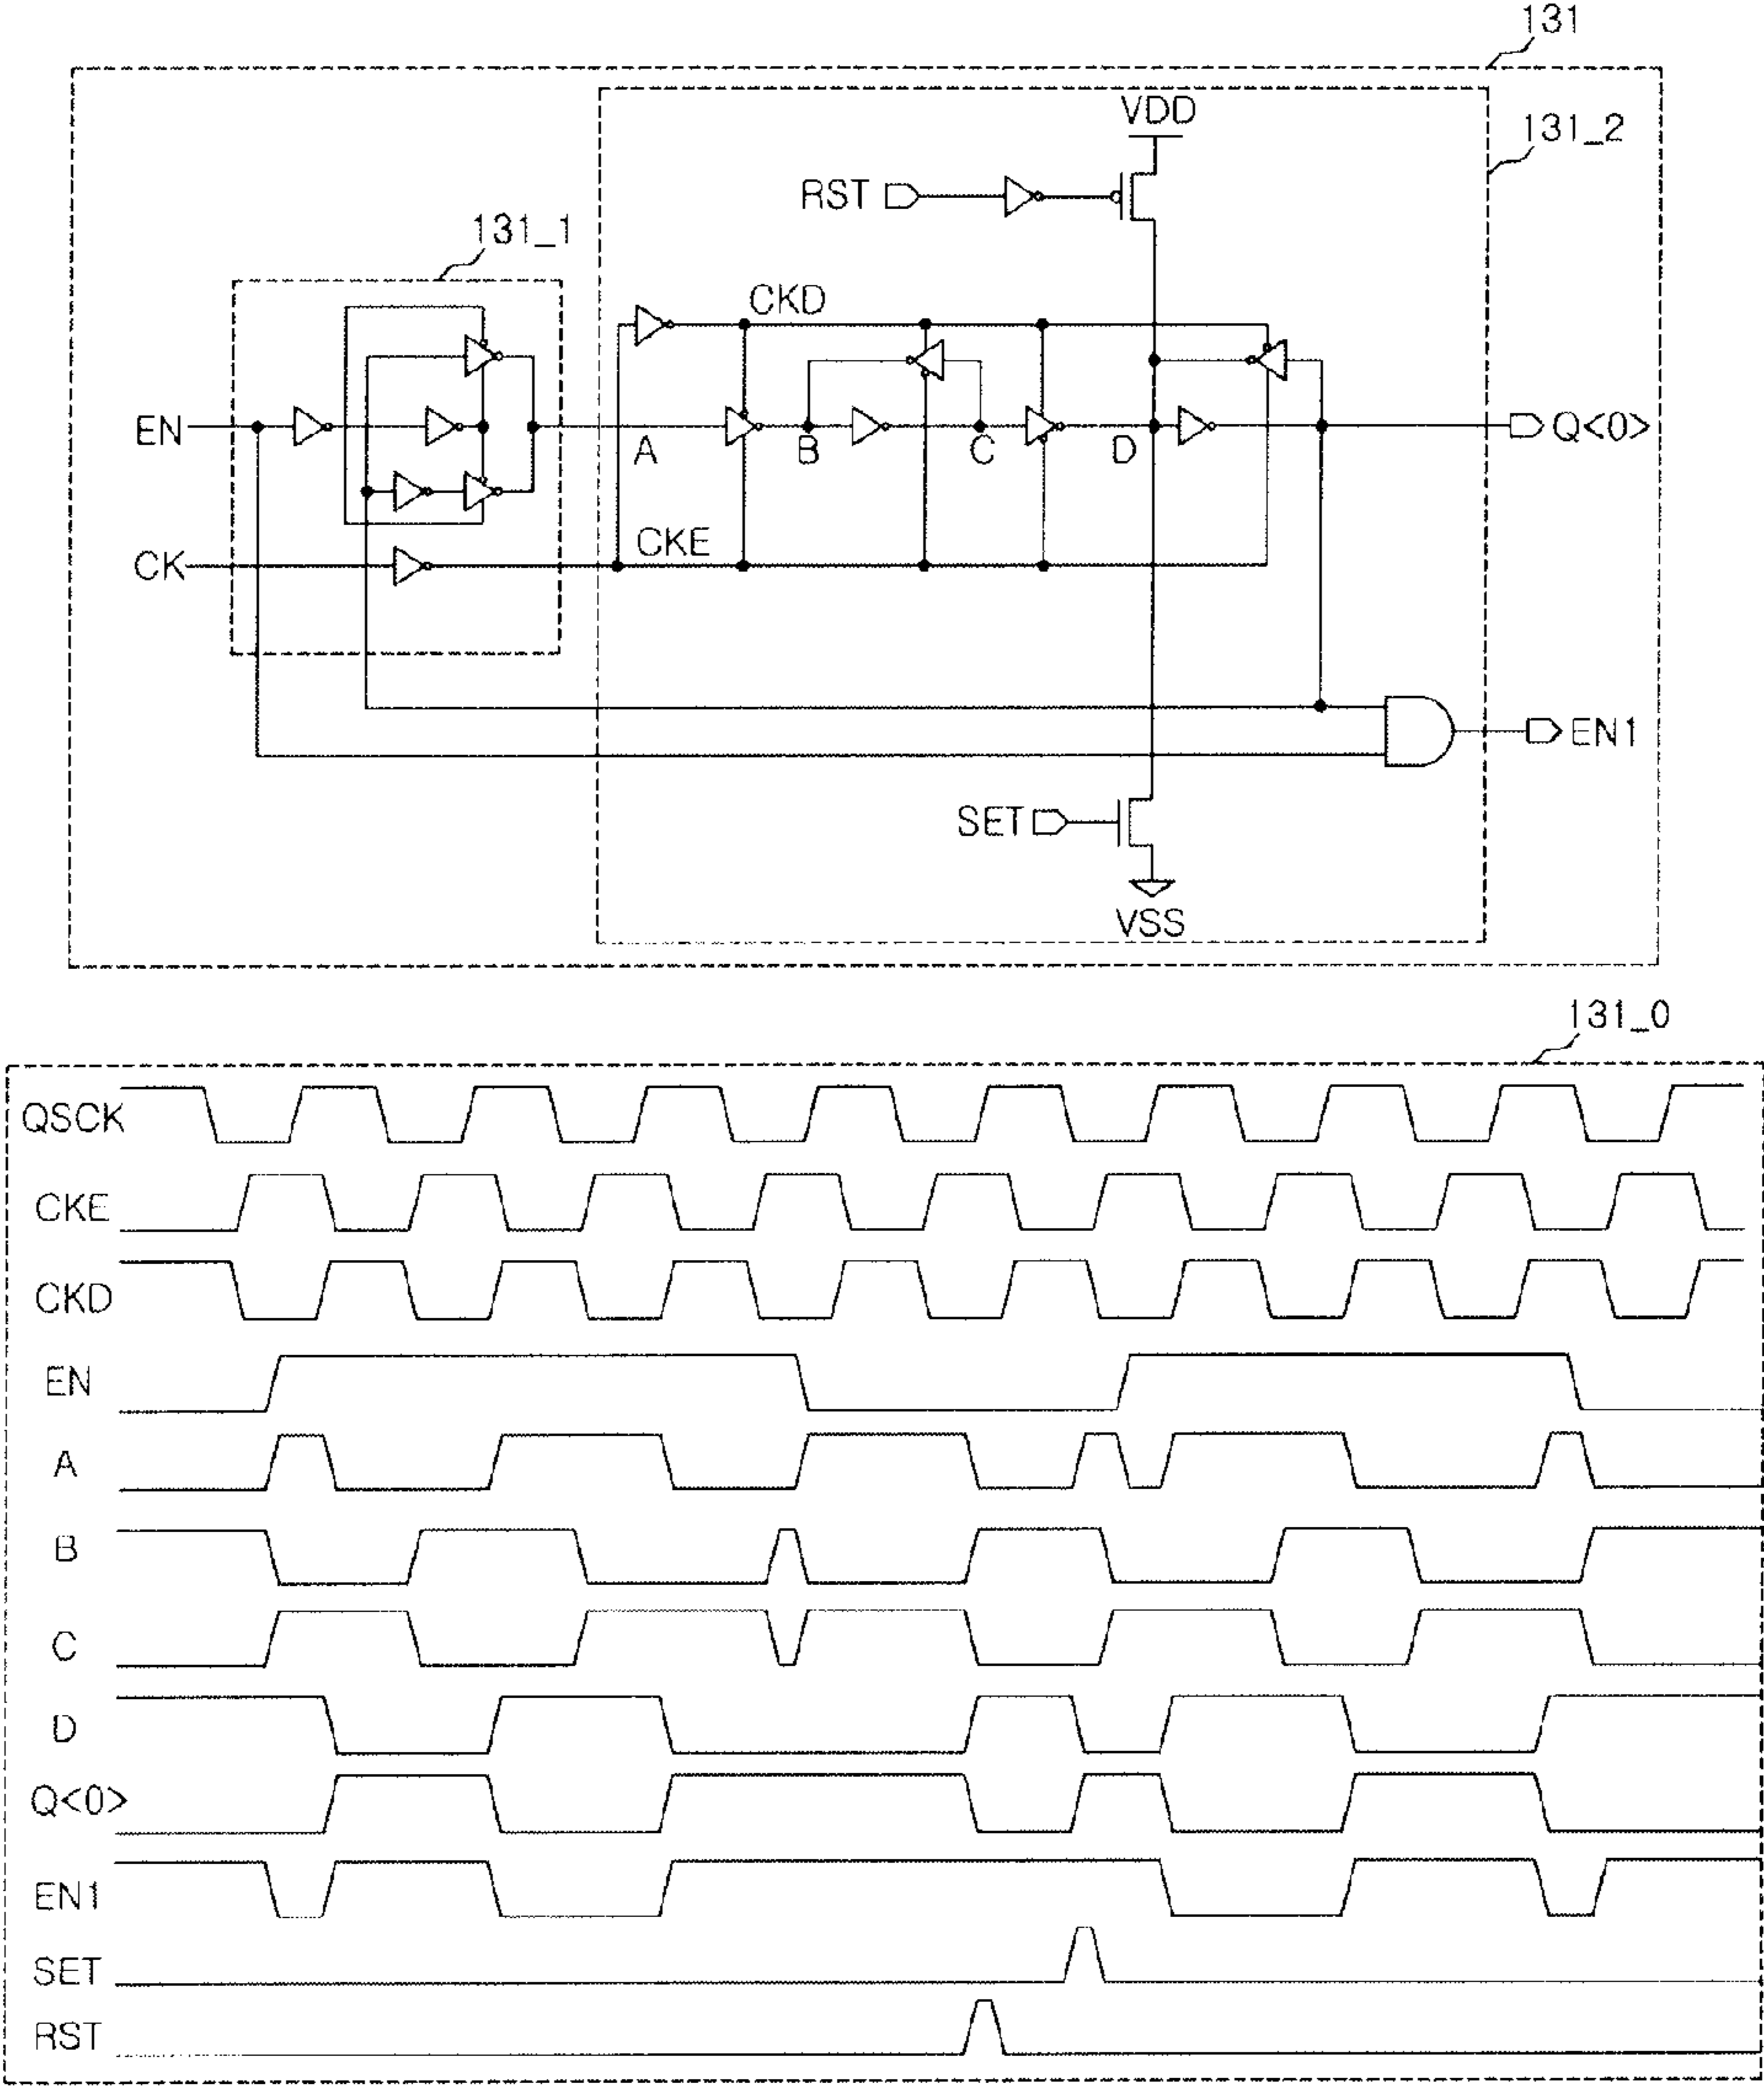 131
131_2
VDD
RST
131_1
CKD
EN
A
B
C
D
Q<0>
CKE
CK
EN1
SET
VSS
131_0
QSCK
CKE
CKD
EN
A
B
C
D
Q<0>
EN1
SET
RST